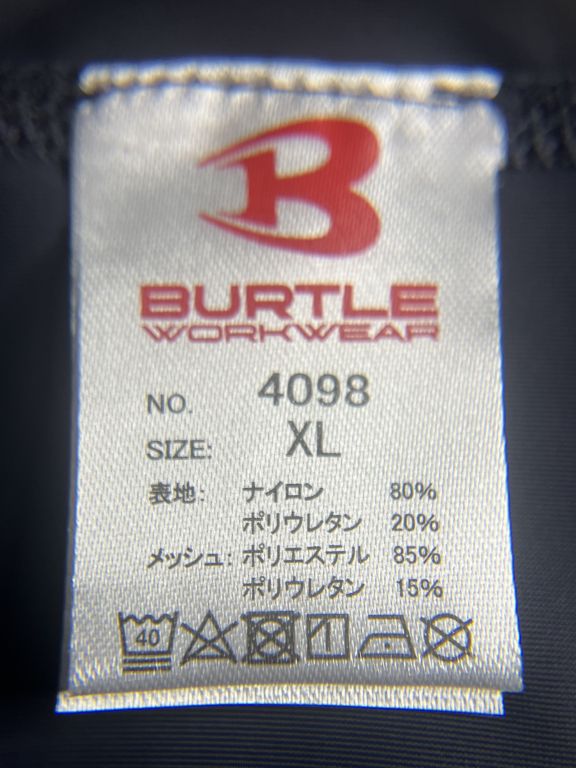 B
BURTLE
WORKWEAR
NO. 4098
SIZE: XL
表地: ナイロン 80%
ポリウレタン 20%
メッシュ: ポリエステル 85%
ポリウレタン 15%
40